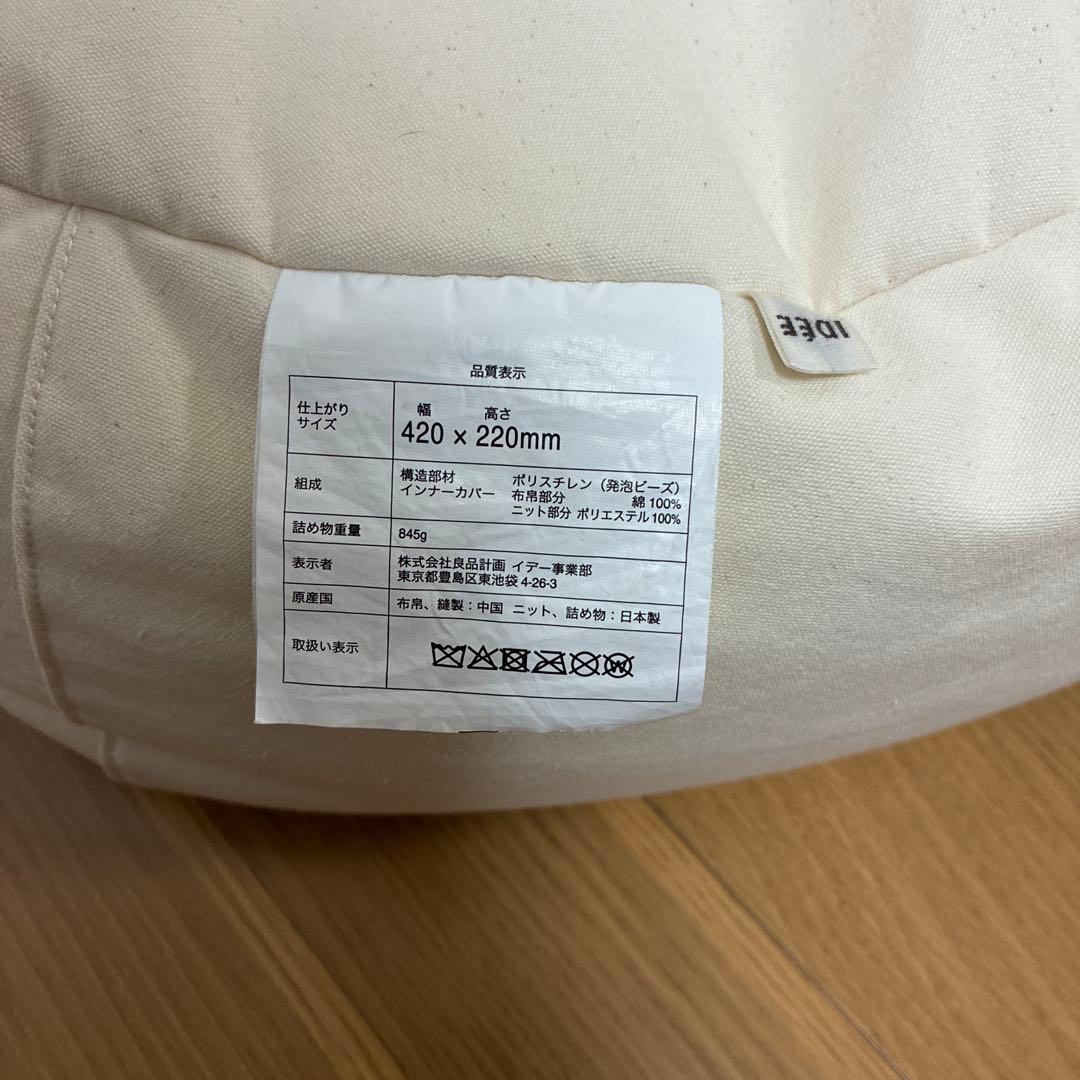 IDÉE
品質表示
仕上がり
サイズ
幅 高さ
420 × 220mm
組成
構造部材 ポリスチレン（発泡ビーズ）
インナーカバー 布帛部分 綿100%
ニット部分 ポリエステル100%
詰め物重量 845g
表示者
株式会社良品計画 イデー事業部
東京都豊島区東池袋 4-26-3
原産国 布帛、縫製：中国 ニット、詰め物：日本製
取扱い表示